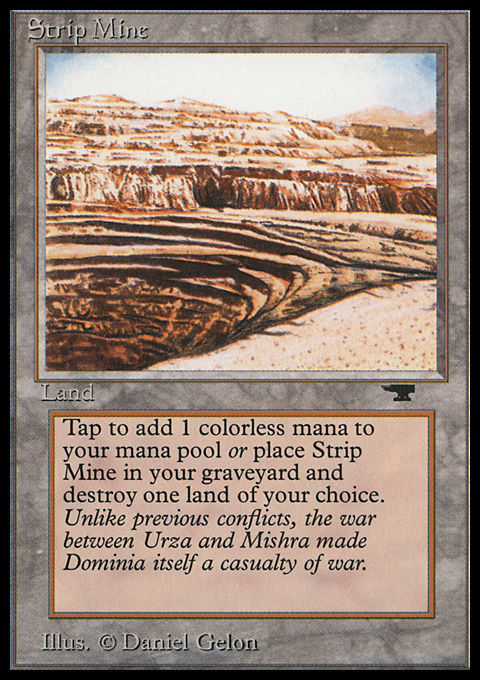 Strip Mine
Land
Tap to add 1 colorless mana to
your mana pool or place Strip
Mine in your graveyard and
destroy one land of your choice.
Unlike previous conflicts, the war
between Urza and Mishra made
Dominia itself a casualty of war.
Illus. © Daniel Gelon